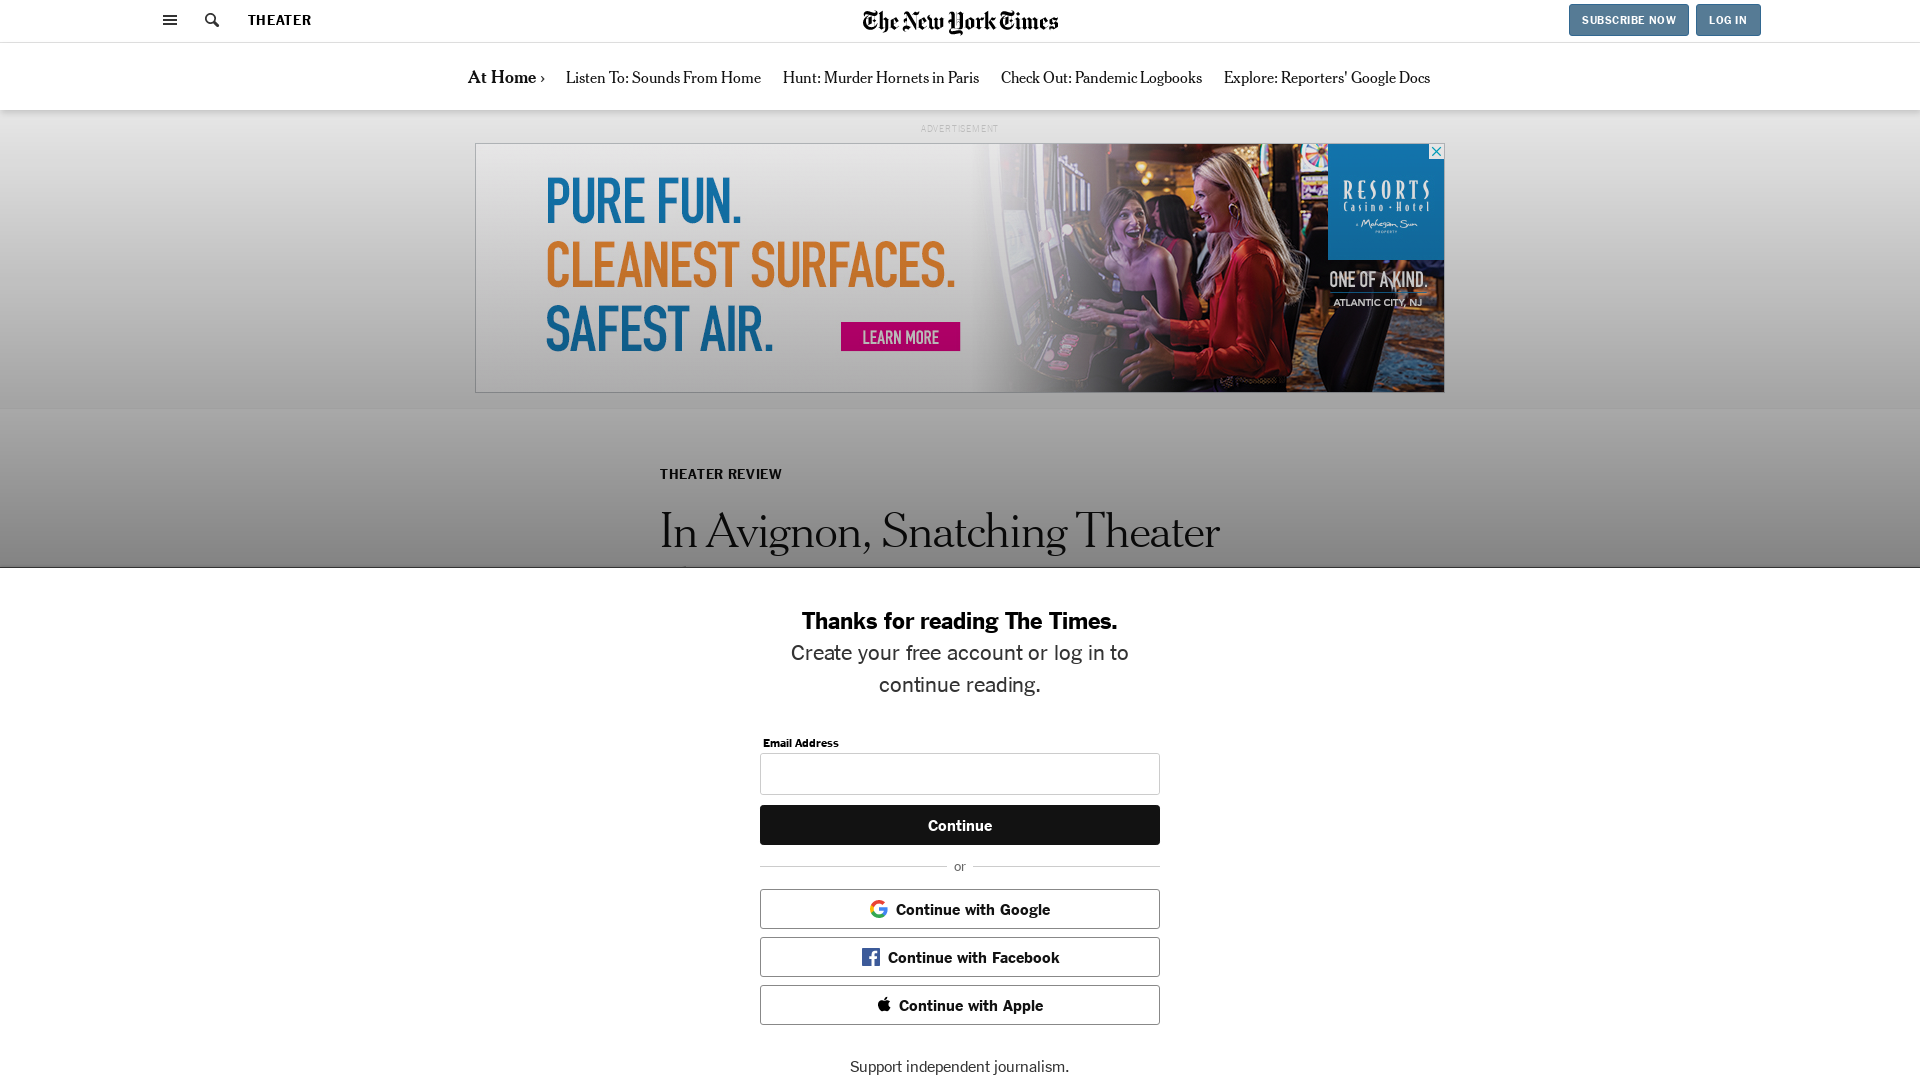 THEATER
The New York Times
SUBSCRIBE NOW
LOG IN
At Home ›
Listen To: Sounds From Home
Hunt: Murder Hornets in Paris
Check Out: Pandemic Logbooks
Explore: Reporters' Google Docs
ADVERTISEMENT
PURE FUN.
CLEANEST SURFACES.
SAFEST AIR.
LEARN MORE
RESORTS
Casino • Hotel
a Mohegan Sun
PROPERTY
ONE OF A KIND.
ATLANTIC CITY, NJ
THEATER REVIEW
In Avignon, Snatching Theater
Thanks for reading The Times.
Create your free account or log in to
continue reading.
Email Address
Continue
or
Continue with Google
Continue with Facebook
Continue with Apple
Support independent journalism.